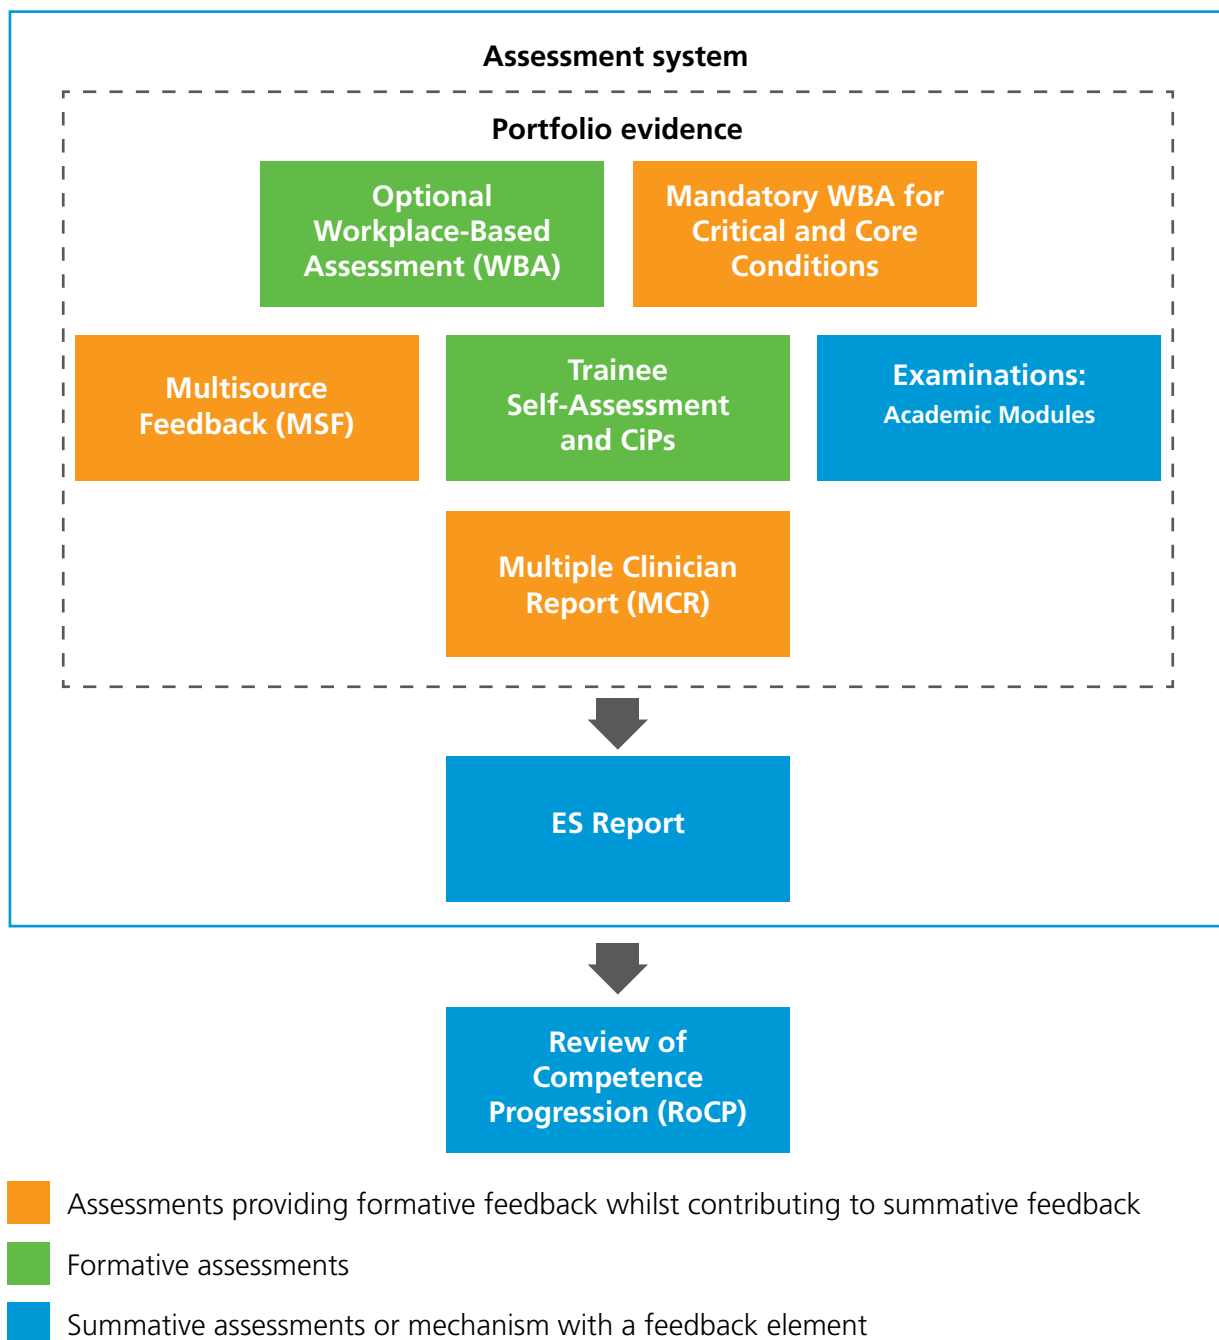 Assessment system
Portfolio evidence
Optional
Workplace-Based
Assessment (WBA)
Mandatory WBA for
Critical and Core
Conditions
Multisource
Feedback (MSF)
Trainee
Self-Assessment
and CiPs
Examinations:
Academic Modules
Multiple Clinician
Report (MCR)
ES Report
Review of
Competence
Progression (RoCP)
Assessments providing formative feedback whilst contributing to summative feedback
Formative assessments
Summative assessments or mechanism with a feedback element